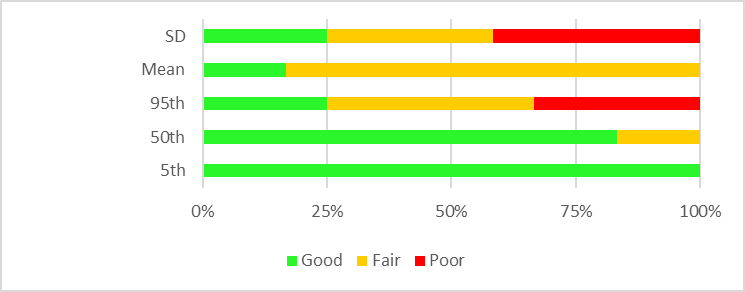 SD
Mean
95th
50th
5th
0% 25% 50% 75% 100%
Good Fair Poor